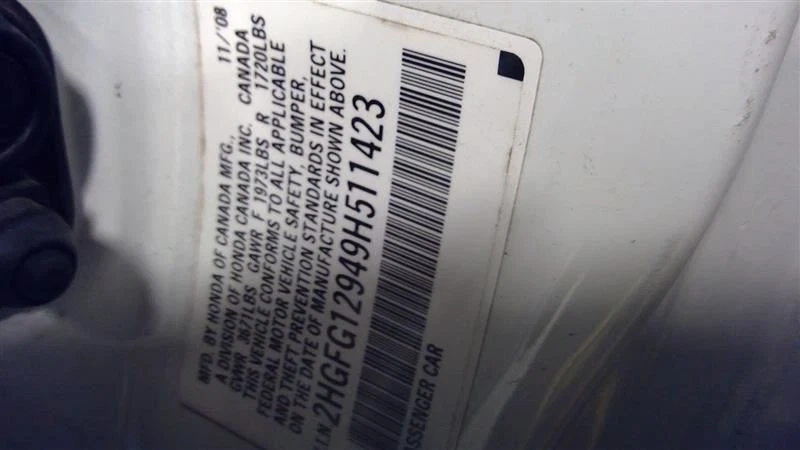 MFD. BY HONDA OF CANADA MFG., 11/'08
A DIVISION OF HONDA CANADA INC. CANADA
GWWR 3671LBS GAWR F 1973LBS R 1720LBS
THIS VEHICLE CONFORMS TO ALL APPLICABLE
FEDERAL MOTOR VEHICLE SAFETY, BUMPER,
AND THEFT PREVENTION STANDARDS IN EFFECT
ON THE DATE OF MANUFACTURE SHOWN ABOVE.
.I.N. 2HGFG12949H511423
ASSENGER CAR